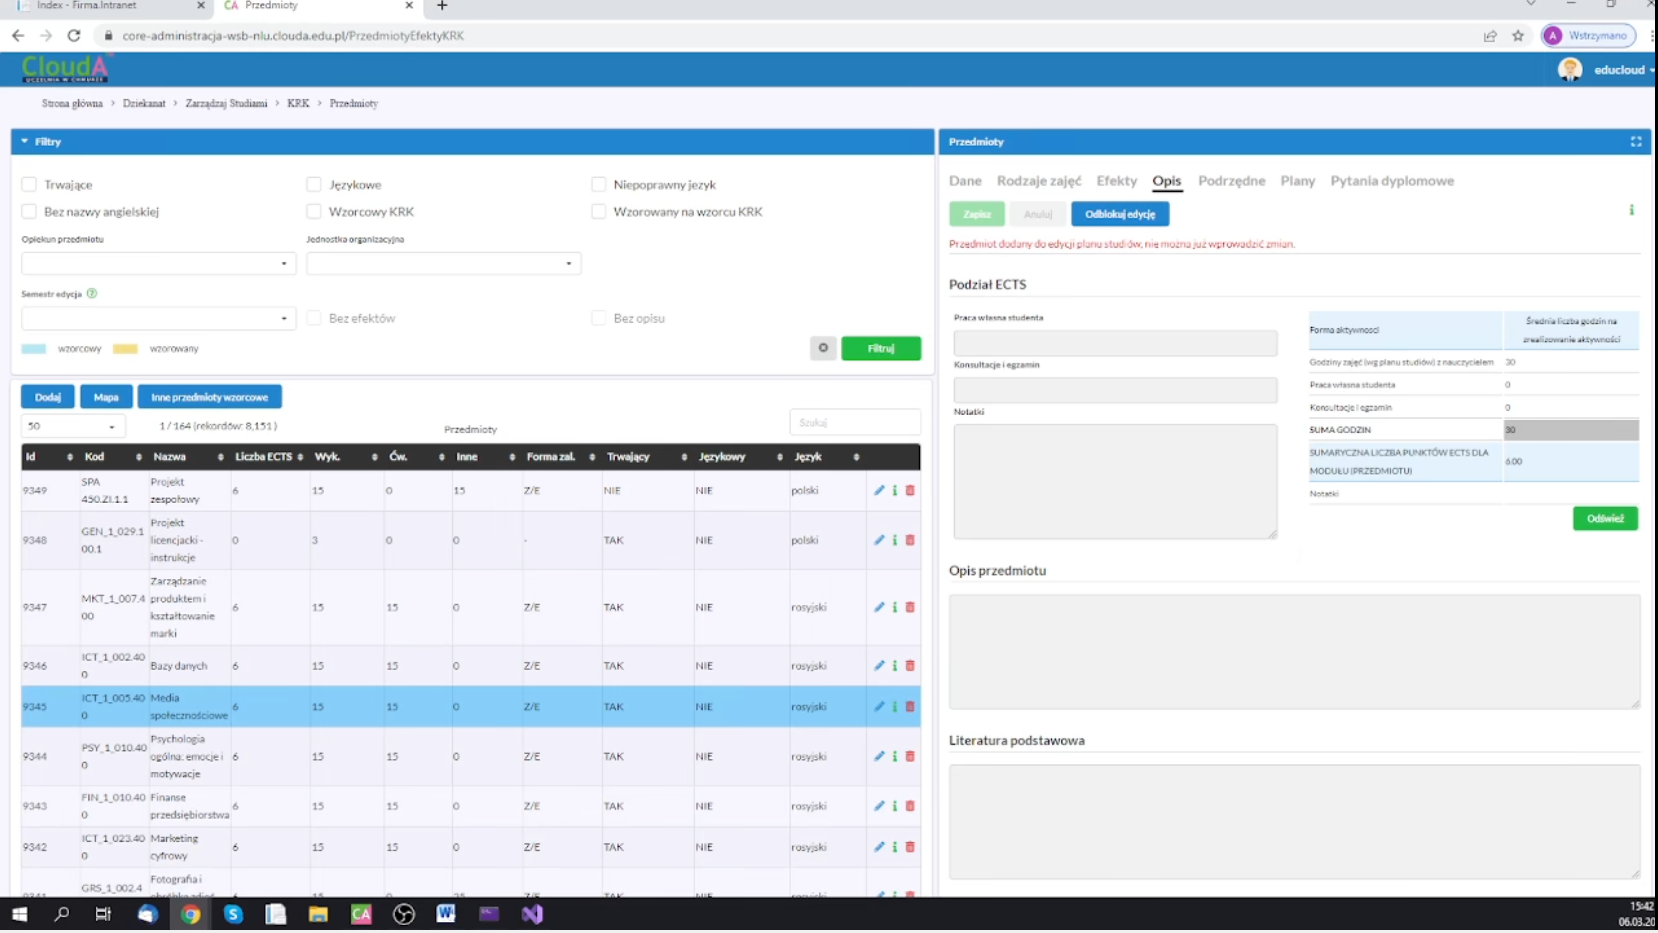 Index - Firma.Intranet
Przedmioty
core-administracja-wsb-nlu.clouda.edu.pl/PrzedmiotyEfektyKRK
Wstrzymano
CloudA
UCZELNIA W CHMURZE
educloud
Strona główna > Dziekanat > Zarządzaj Studiami > KRK > Przedmioty
Filtry
Trwające
Językowe
Niepoprawny jezyk
Bez nazwy angielskiej
Wzorcowy KRK
Wzorowany na wzorcu KRK
Opiekun przedmiotu
Jednostka organizacyjna
Semestr edycja
Bez efektów
Bez opisu
wzorcowy
wzorowany
Filtruj
Dodaj
Mapa
Inne przedmioty wzorcowe
50
1 / 164 (rekordów: 8,151 )
Przedmioty
Szukaj
Id Kod Nazwa Liczba ECTS Wyk. Ćw. Inne Forma zal. Trwający Językowy Język
9349 SPA 450.ZI.1.1 Projekt zespołowy 6 15 0 15 Z/E NIE NIE polski
9348 GEN_1_029.1 00.1 Projekt licencjacki - instrukcje 0 3 0 0 - TAK NIE polski
9347 MKT_1_007.4 00 Zarządzanie produktem i kształtowanie marki 6 15 15 0 Z/E TAK NIE rosyjski
9346 ICT_1_002.40 0 Bazy danych 6 15 15 0 Z/E TAK NIE rosyjski
9345 ICT_1_005.40 0 Media społecznościowe 6 15 15 0 Z/E TAK NIE rosyjski
9344 PSY_1_010.40 0 Psychologia ogólna: emocje i motywacje 6 15 15 0 Z/E TAK NIE rosyjski
9343 FIN_1_010.40 0 Finanse przedsiębiorstwa 6 15 15 0 Z/E TAK NIE rosyjski
9342 ICT_1_023.40 0 Marketing cyfrowy 6 15 15 0 Z/E TAK NIE rosyjski
GRS_1_002.4 Fotografia i
Przedmioty
Dane Rodzaje zajęć Efekty Opis Podrzędne Plany Pytania dyplomowe
Zapisz
Anuluj
Odblokuj edycję
Przedmiot dodany do edycji planu studiów, nie można już wprowadzić zmian.
Podział ECTS
Praca własna studenta
Konsultacje i egzamin
Notatki
Forma aktywnosci
Średnia liczba godzin na
zrealizowanie aktywności
Godziny zajęć (wg planu studiów) z nauczycielem 30
Praca własna studenta 0
Konsultacje i egzamin 0
SUMA GODZIN 30
SUMARYCZNA LICZBA PUNKTÓW ECTS DLA
MODUŁU (PRZEDMIOTU) 6.00
Notatki
Odśwież
Opis przedmiotu
Literatura podstawowa
CA
15:42
06.03.20